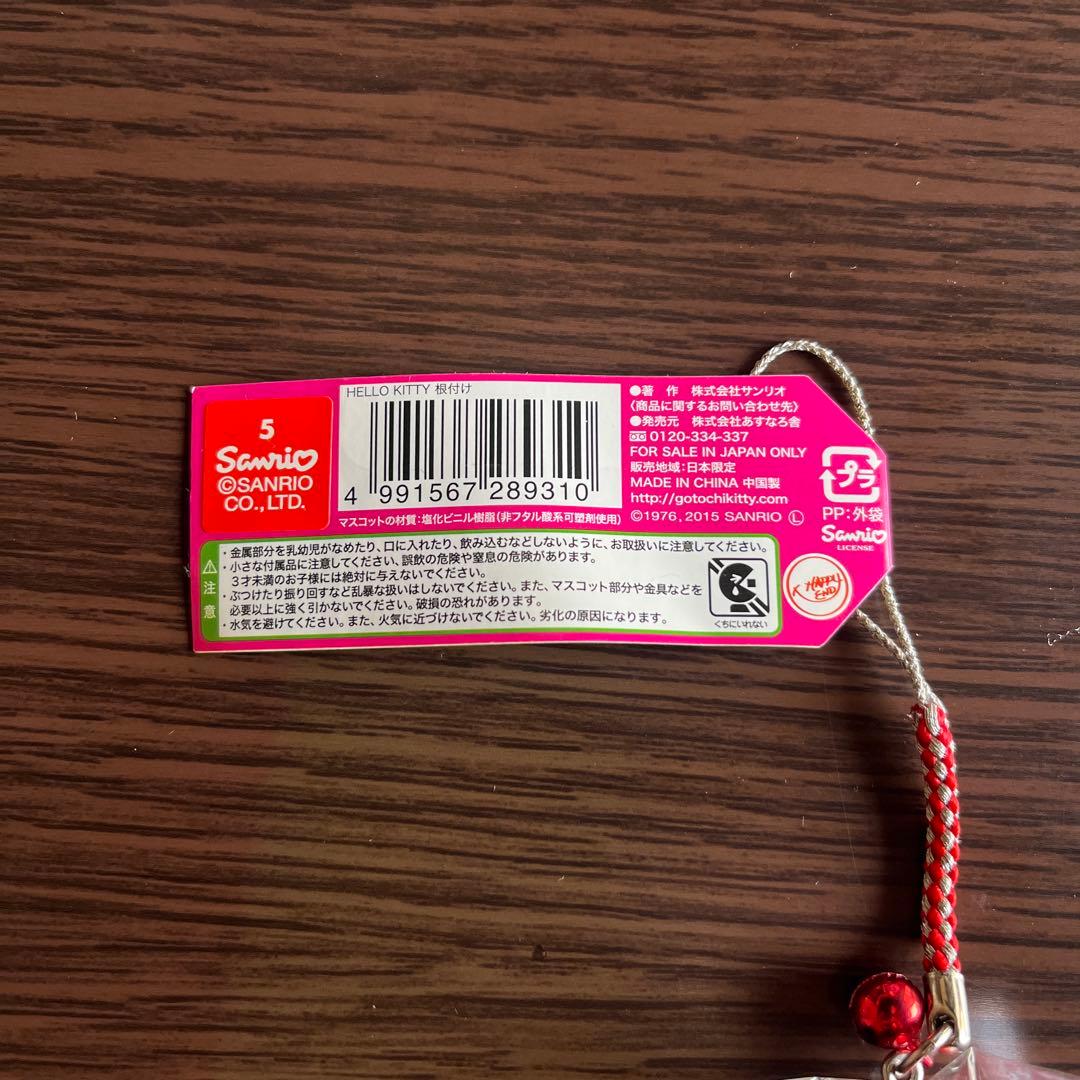 HELLO KITTY 根付け
4 991567 289310
マスコットの材質：塩化ビニル樹脂（非フタル酸系可塑剤使用）
5
Sanrio
©SANRIO
CO., LTD.
●著　作　株式会社サンリオ
〈商品に関するお問い合わせ先〉
●発売元　株式会社あすなろ舎
0120-334-337
FOR SALE IN JAPAN ONLY
販売地域：日本限定
MADE IN CHINA 中国製
http://gotochikitty.com
©1976, 2015 SANRIO Ⓛ
プラ
PP：外袋
Sanrio
LICENSE
HAPPY
END
注意
・金属部分を乳幼児がなめたり、口に入れたり、飲み込むなどしないように、お取扱いに注意してください。
・小さな付属品に注意してください。誤飲の危険や窒息の危険があります。
3才未満のお子様には絶対に与えないでください。
・ぶつけたり振り回すなど乱暴な扱いはしないでください。また、マスコット部分や金具などを
必要以上に強く引かないでください。破損の恐れがあります。
・水気を避けてください。また、火気に近づけないでください。劣化の原因になります。
くちにいれない